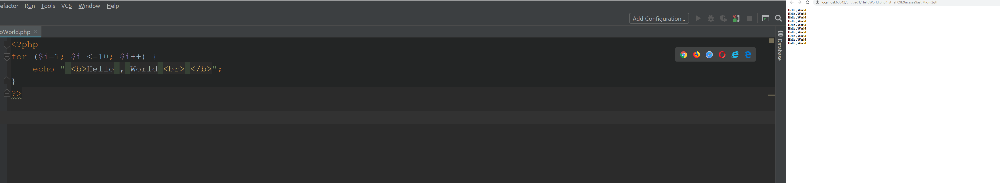 efactor Run Tools VCS Window Help
Add Configuration...
oWorld.php
<?php
for ($i=1; $i <=10; $i++) {
    echo " <b>Hello , World <br> </b>";
}
?>
Database
localhost:63342/untitled1/HelloWorld.php?_ijt=ah09b9ucasaa9astj7tigm2gtf
Hello , World
Hello , World
Hello , World
Hello , World
Hello , World
Hello , World
Hello , World
Hello , World
Hello , World
Hello , World